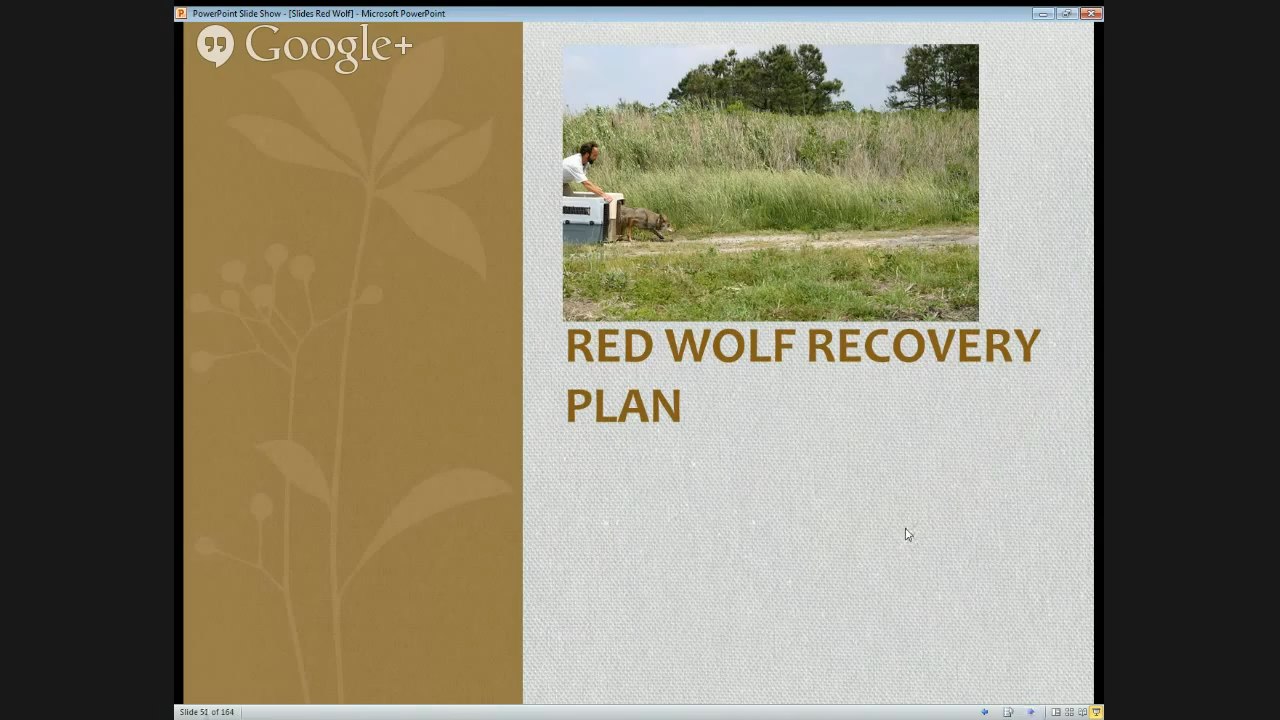 PowerPoint Slide Show - [Slides Red Wolf] - Microsoft PowerPoint
Google+
RED WOLF RECOVERY
PLAN
Slide 51 of 164